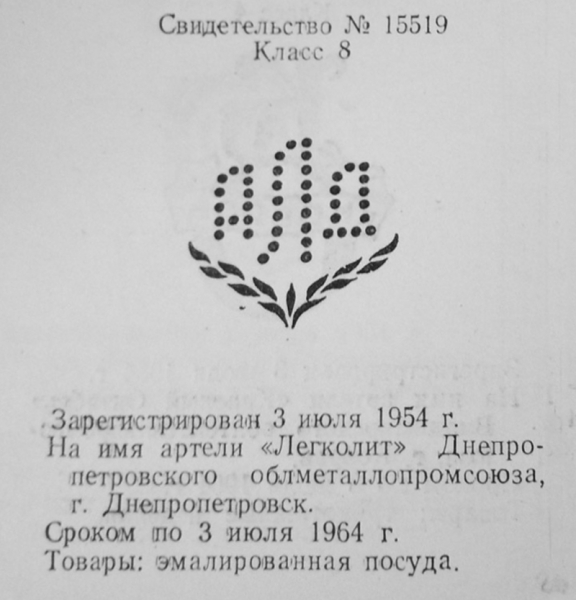 Свидетельство № 15519
Класс 8
АЛД
Зарегистрирован 3 июля 1954 г.
На имя артели «Легколит» Днепро-
петровского облметаллопромсоюза,
г. Днепропетровск.
Сроком по 3 июля 1964 г.
Товары: эмалированная посуда.